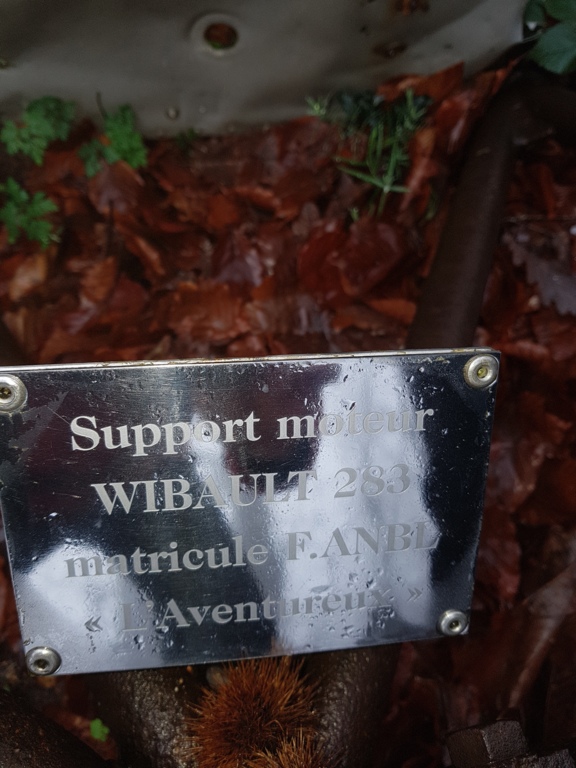 Support moteur
WIBAULT 283
matricule F.ANBL
« L'Aventureux »